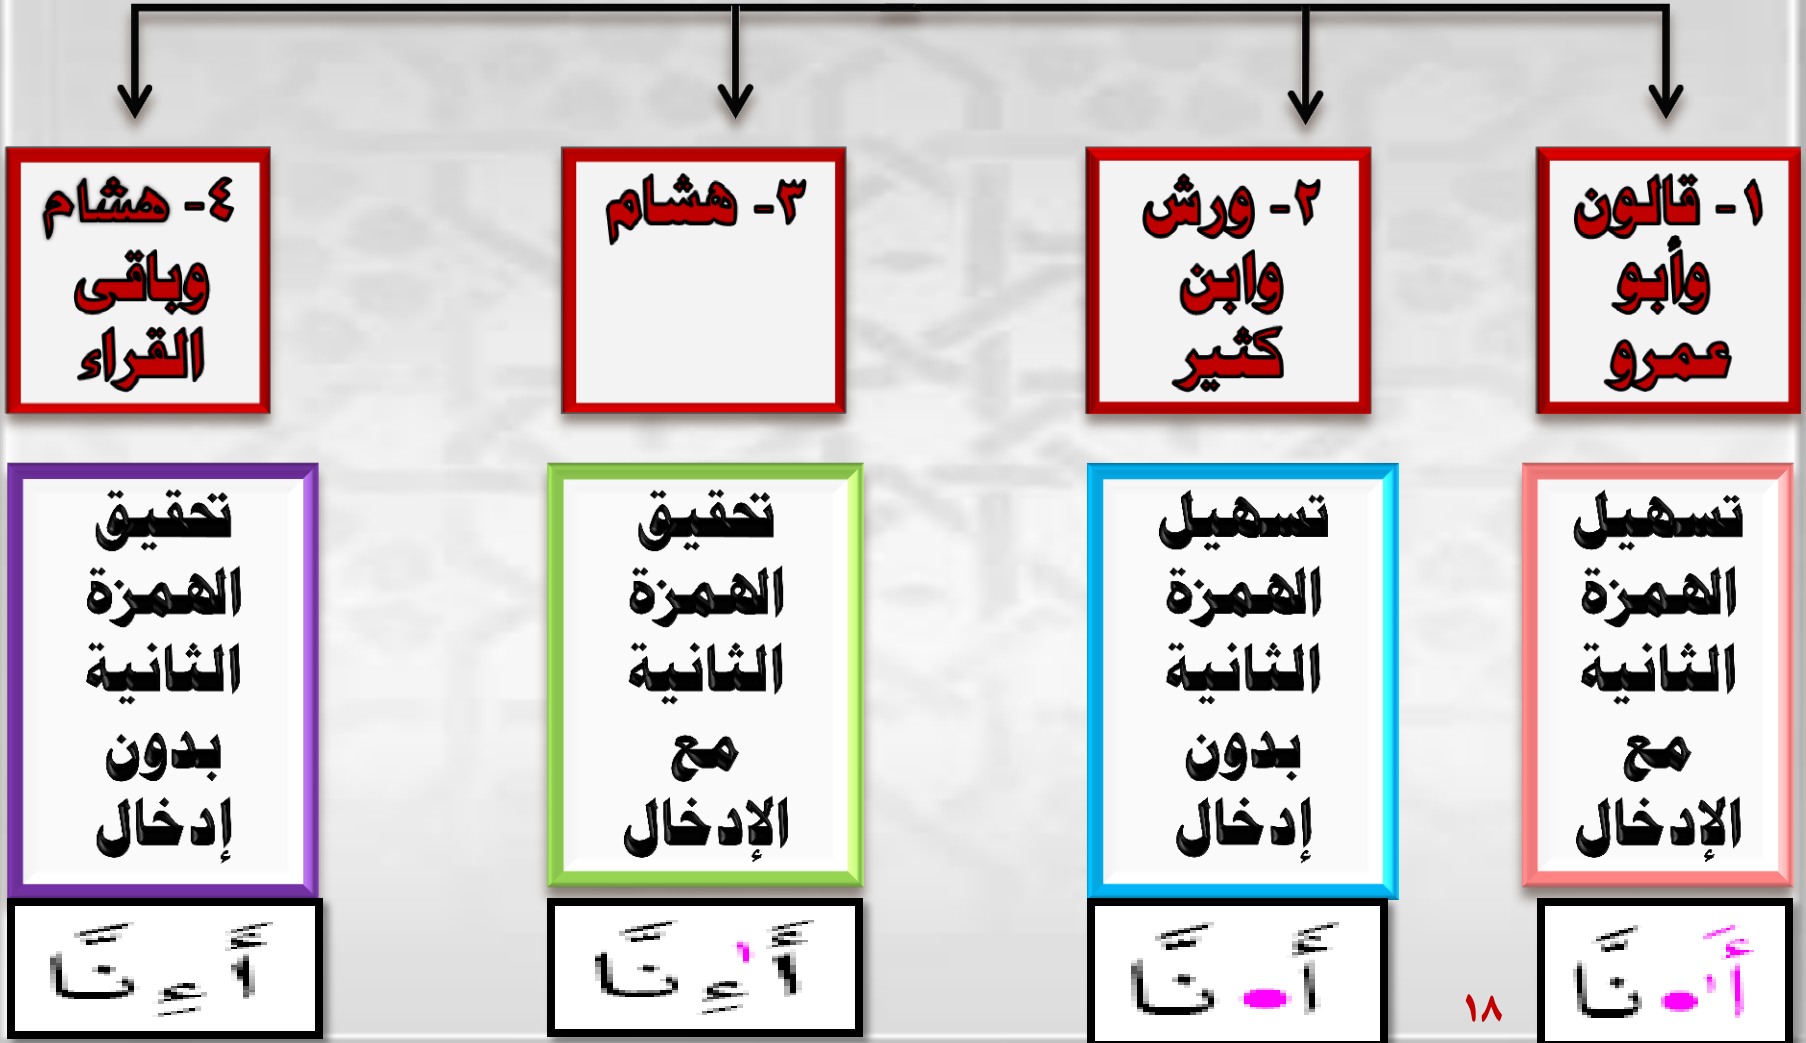 ١- قالون
وأبو
عمرو
٢- ورش
وابن
كثير
٣- هشام
٤- هشام
وباقى
القراء
تسهيل
الهمزة
الثانية
مع
الإدخال
تسهيل
الهمزة
الثانية
بدون
إدخال
تحقيق
الهمزة
الثانية
مع
الإدخال
تحقيق
الهمزة
الثانية
بدون
إدخال
١٨